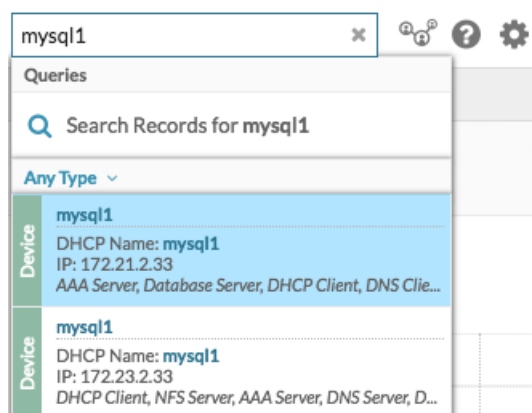 mysql1
Queries
Search Records for mysql1
Any Type
Device
mysql1
DHCP Name: mysql1
IP: 172.21.2.33
AAA Server, Database Server, DHCP Client, DNS Clie...
Device
mysql1
DHCP Name: mysql1
IP: 172.23.2.33
DHCP Client, NFS Server, AAA Server, DNS Server, D...